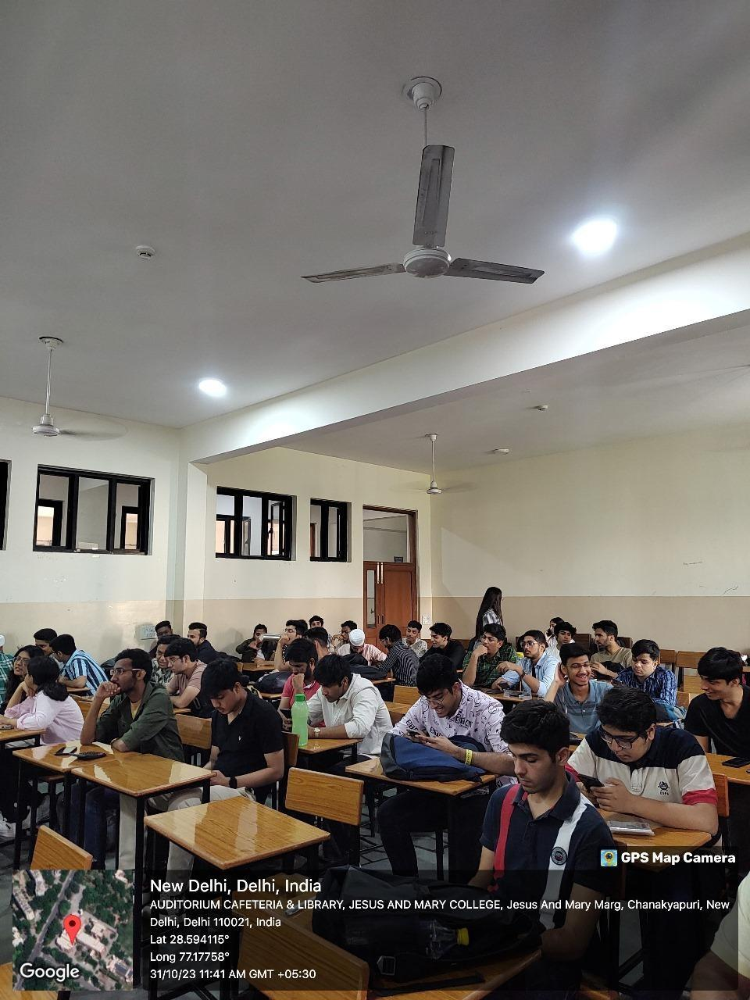 GPS Map Camera
New Delhi, Delhi, India
AUDITORIUM CAFETERIA & LIBRARY, JESUS AND MARY COLLEGE, Jesus And Mary Marg, Chanakyapuri, New
Delhi, Delhi 110021, India
Lat 28.594115°
Long 77.17758°
31/10/23 11:41 AM GMT +05:30
Google